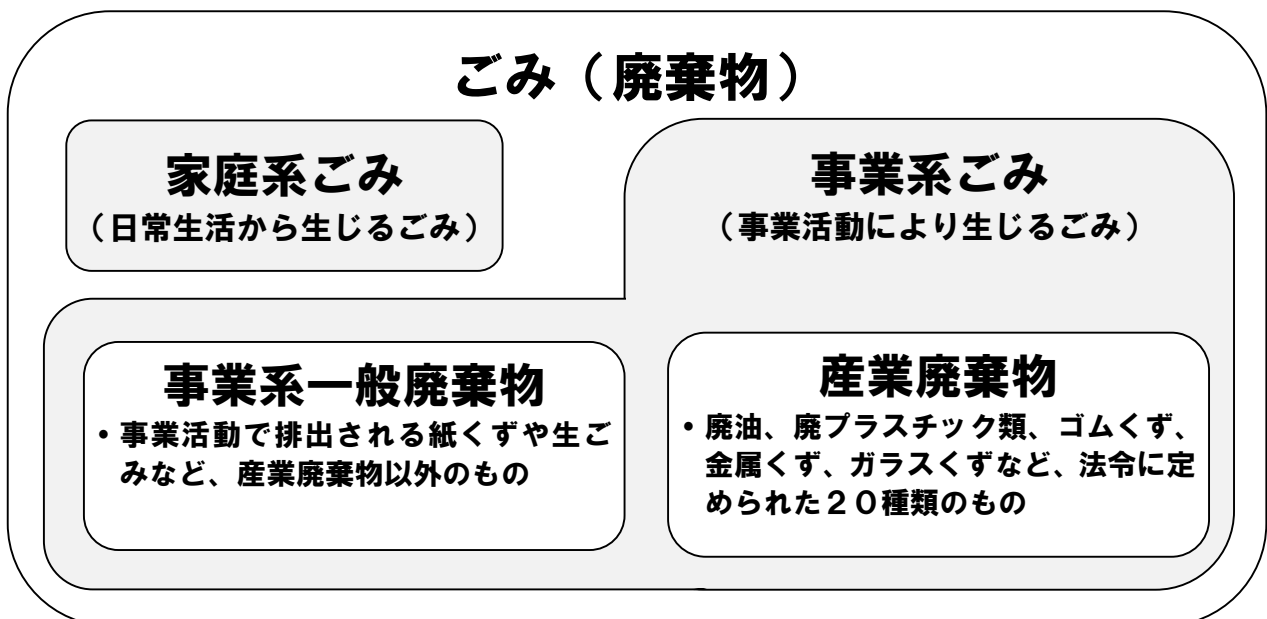 ごみ（廃棄物）
家庭系ごみ
（日常生活から生じるごみ）
事業系ごみ
（事業活動により生じるごみ）
事業系一般廃棄物
・事業活動で排出される紙くずや生ご
みなど、産業廃棄物以外のもの
産業廃棄物
・廃油、廃プラスチック類、ゴムくず、
金属くず、ガラスくずなど、法令に定
められた２０種類のもの